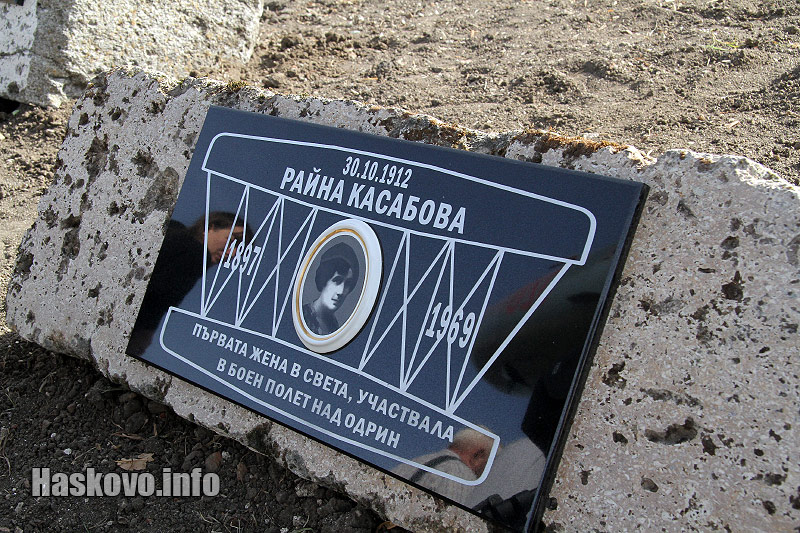 30.10.1912
РАЙНА КАСАБОВА
1897
1969
ПЪРВАТА ЖЕНА В СВЕТА, УЧАСТВАЛА
В БОЕН ПОЛЕТ НАД ОДРИН
Haskovo.info